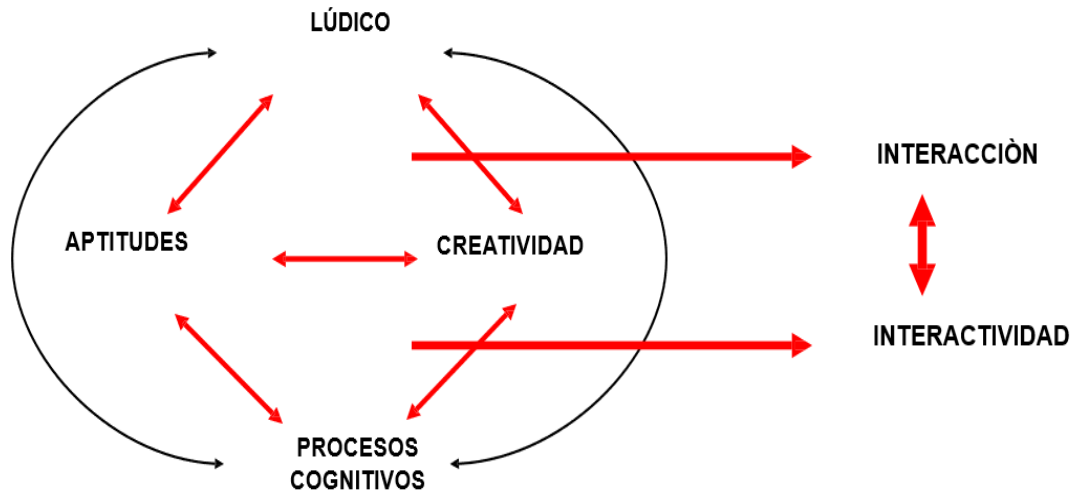 LÚDICO
INTERACCIÒN
APTITUDES
CREATIVIDAD
INTERACTIVIDAD
PROCESOS
COGNITIVOS